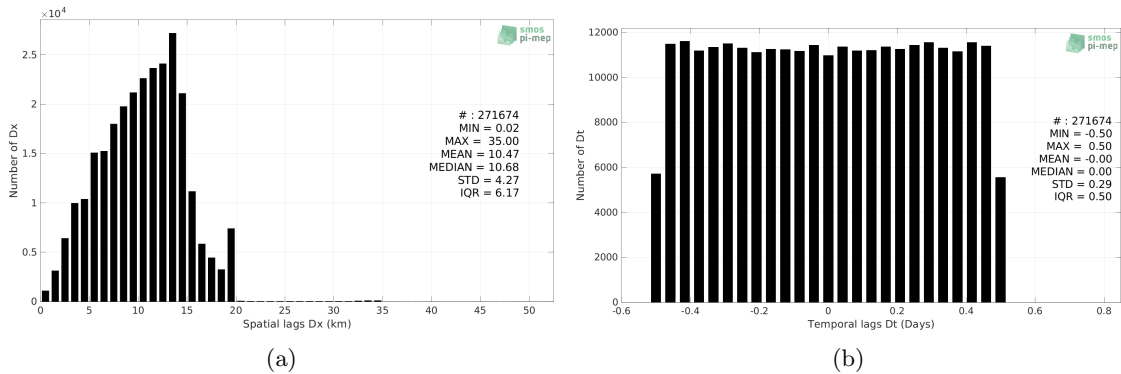 ×10⁴
3
2.5
2
1.5
1
0.5
0
Number of Dx
smos
pi-mep
# : 271674
MIN = 0.02
MAX = 35.00
MEAN = 10.47
MEDIAN = 10.68
STD = 4.27
IQR = 6.17
0 5 10 15 20 25 30 35 40 45 50
Spatial lags Dx (km)
(a)
12000
10000
8000
6000
4000
2000
0
Number of Dt
smos
pi-mep
# : 271674
MIN = -0.50
MAX = 0.50
MEAN = -0.00
MEDIAN = 0.00
STD = 0.29
IQR = 0.50
-0.6 -0.4 -0.2 0 0.2 0.4 0.6 0.8
Temporal lags Dt (Days)
(b)